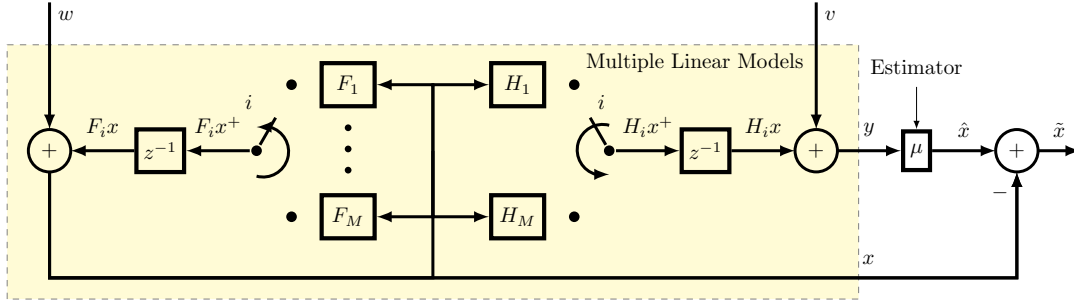 w
v
Multiple Linear Models
Estimator
F_1
H_1
i
i
F_i x
F_i x^+
H_i x^+
H_i x
y
x̂
x̃
+
z^{-1}
z^{-1}
+
μ
+
−
F_M
H_M
x